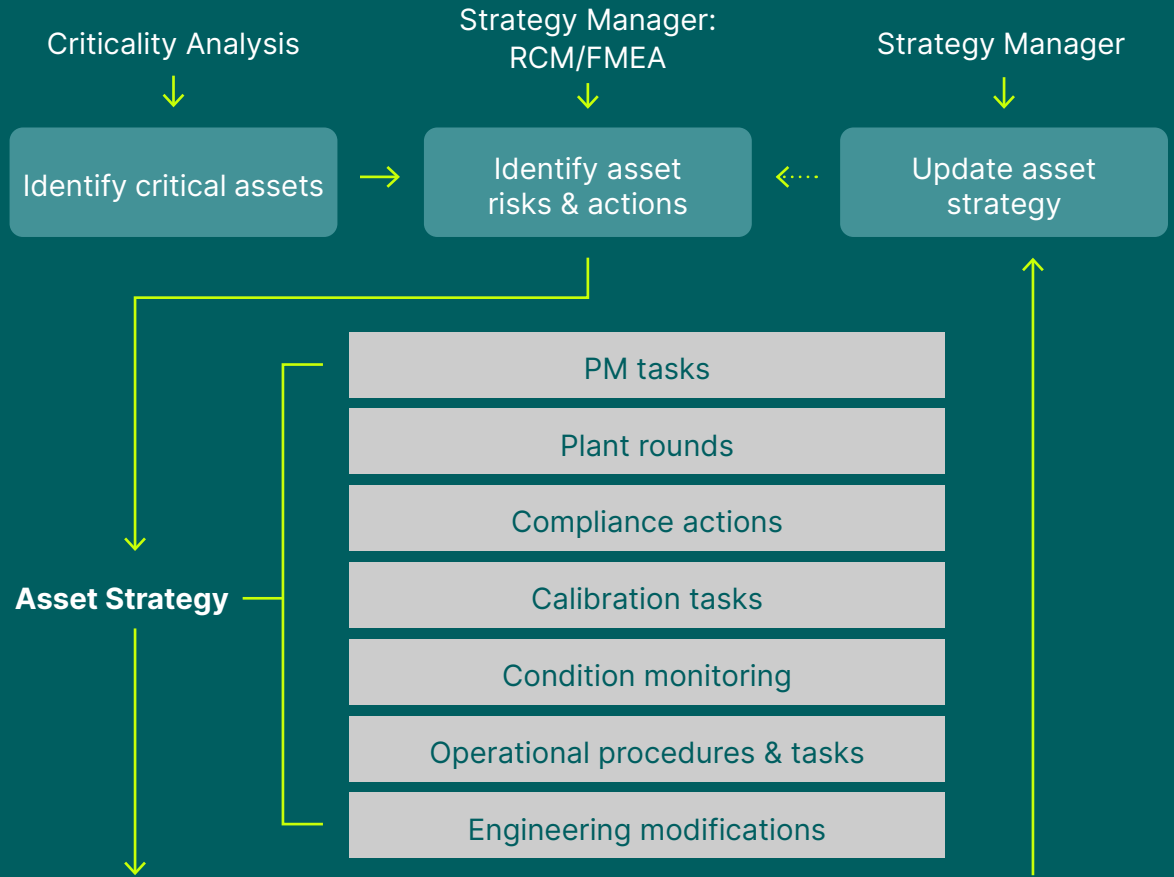 Criticality Analysis
Strategy Manager:
RCM/FMEA
Strategy Manager
Identify critical assets
Identify asset
risks & actions
Update asset
strategy
PM tasks
Plant rounds
Compliance actions
Calibration tasks
Asset Strategy
Condition monitoring
Operational procedures & tasks
Engineering modifications